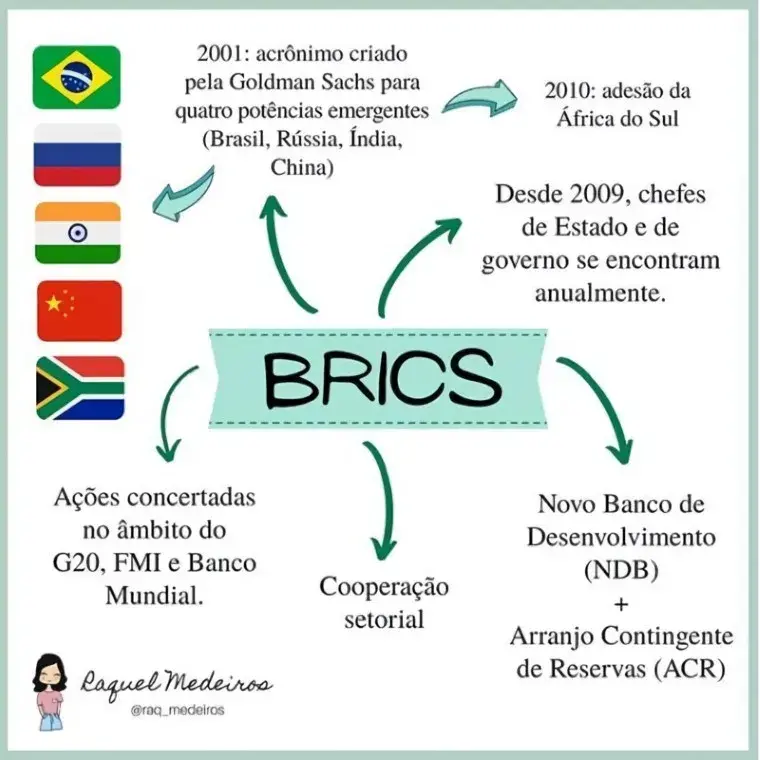 2001: acrônimo criado
pela Goldman Sachs para
quatro potências emergentes
(Brasil, Rússia, Índia,
China)
2010: adesão da
África do Sul
Desde 2009, chefes
de Estado e de
governo se encontram
anualmente.
BRICS
Ações concertadas
no âmbito do
G20, FMI e Banco
Mundial.
Cooperação
setorial
Novo Banco de
Desenvolvimento
(NDB)
+
Arranjo Contingente
de Reservas (ACR)
Raquel Medeiros
@raq_medeiros